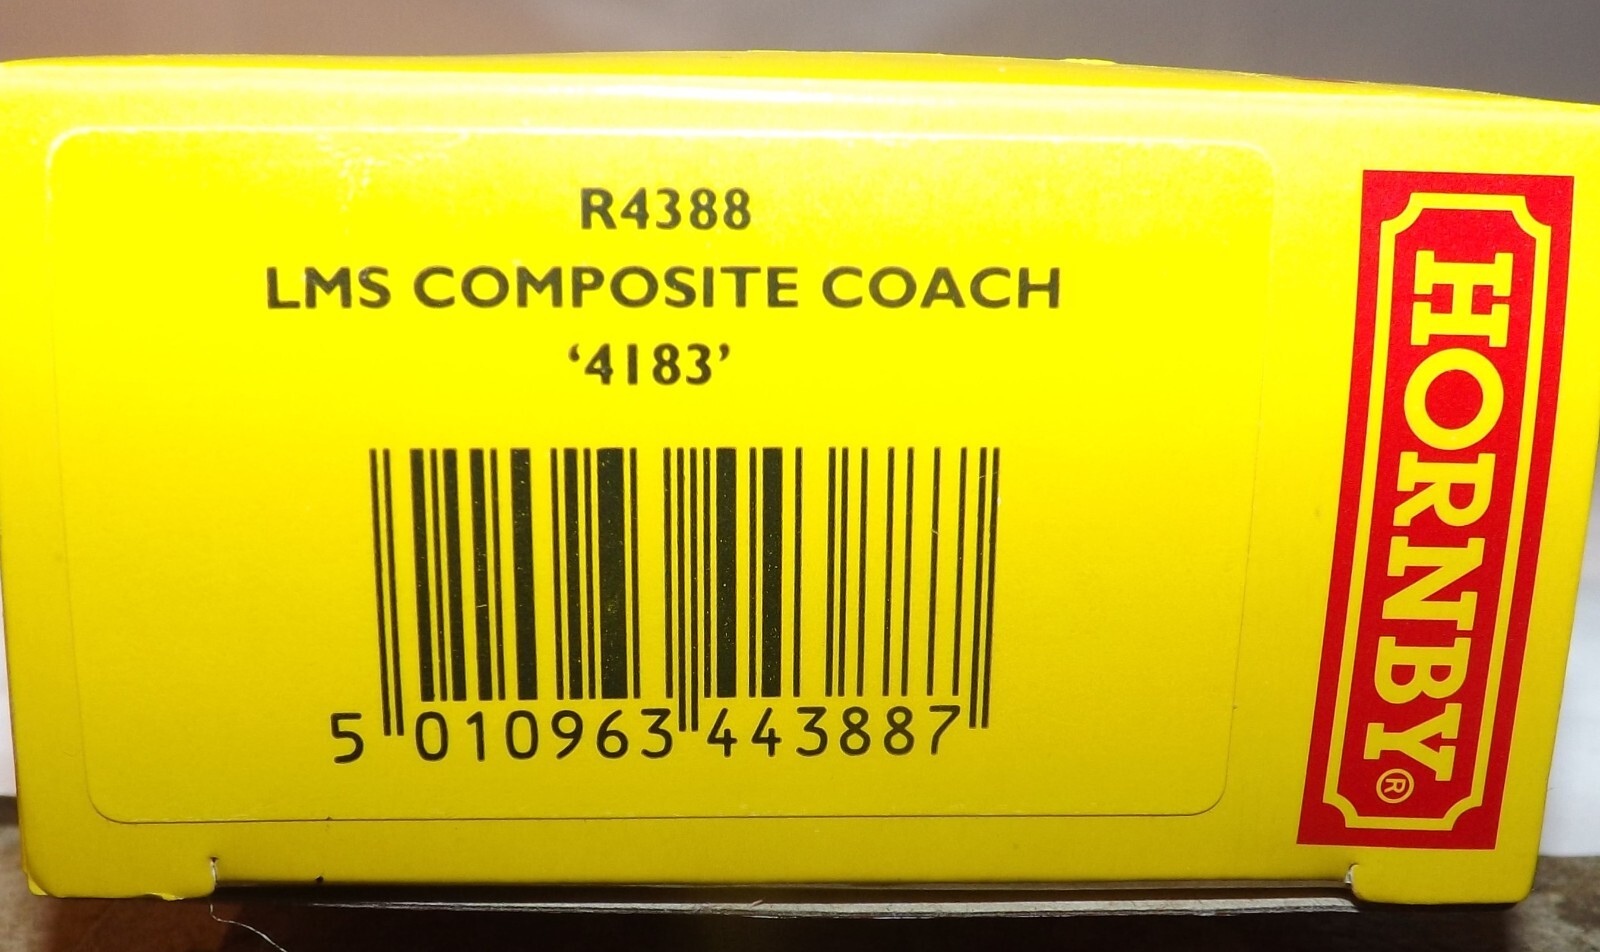 R4388
LMS COMPOSITE COACH
‘4183’
5 010963 443887
HORNBY®